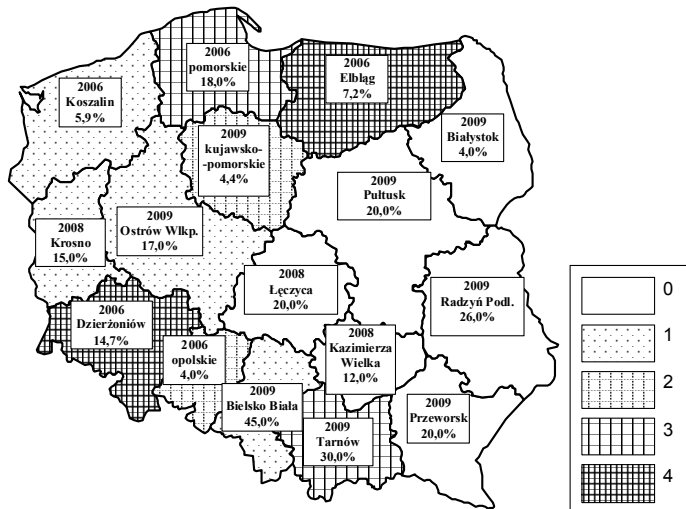 2006
pomorskie
18,0%
2006
Elbląg
7,2%
2006
Koszalin
5,9%
2009
kujawsko-
-pomorskie
4,4%
2009
Białystok
4,0%
2009
Pułtusk
20,0%
2009
Ostrów Wlkp.
17,0%
2008
Krosno
15,0%
2008
Łęczyca
20,0%
2009
Radzyń Podl.
26,0%
2006
Dzierżoniów
14,7%
2006
opolskie
4,0%
2008
Kazimierza
Wielka
12,0%
2009
Bielsko Biała
45,0%
2009
Tarnów
30,0%
2009
Przeworsk
20,0%
0
1
2
3
4